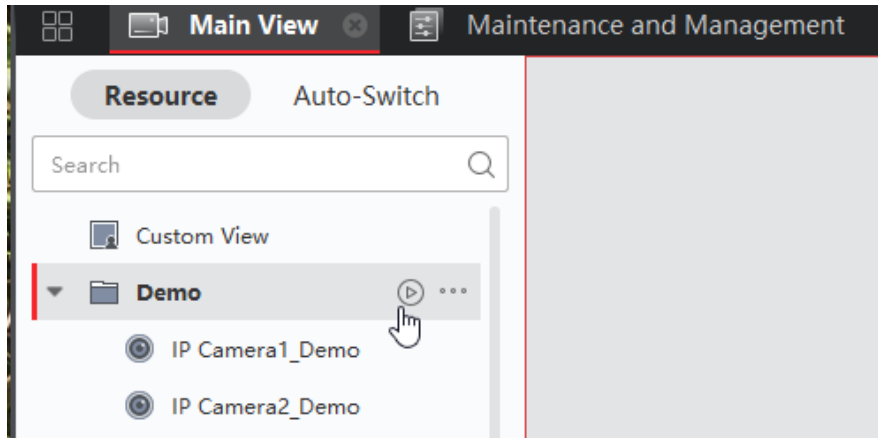 Main View Maintenance and Management
Resource Auto-Switch
Search
Custom View
Demo
IP Camera1_Demo
IP Camera2_Demo